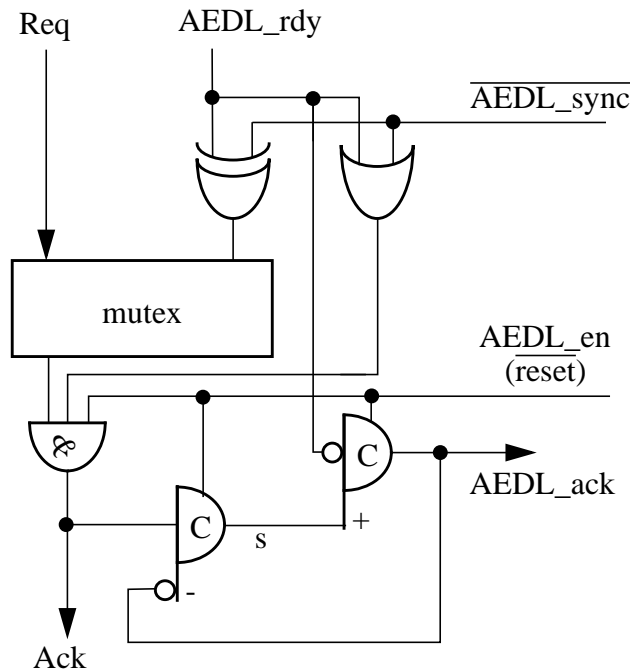 Req
AEDL_rdy
AEDL_sync
mutex
AEDL_en
(reset)
&
C
AEDL_ack
C
s
+
-
Ack